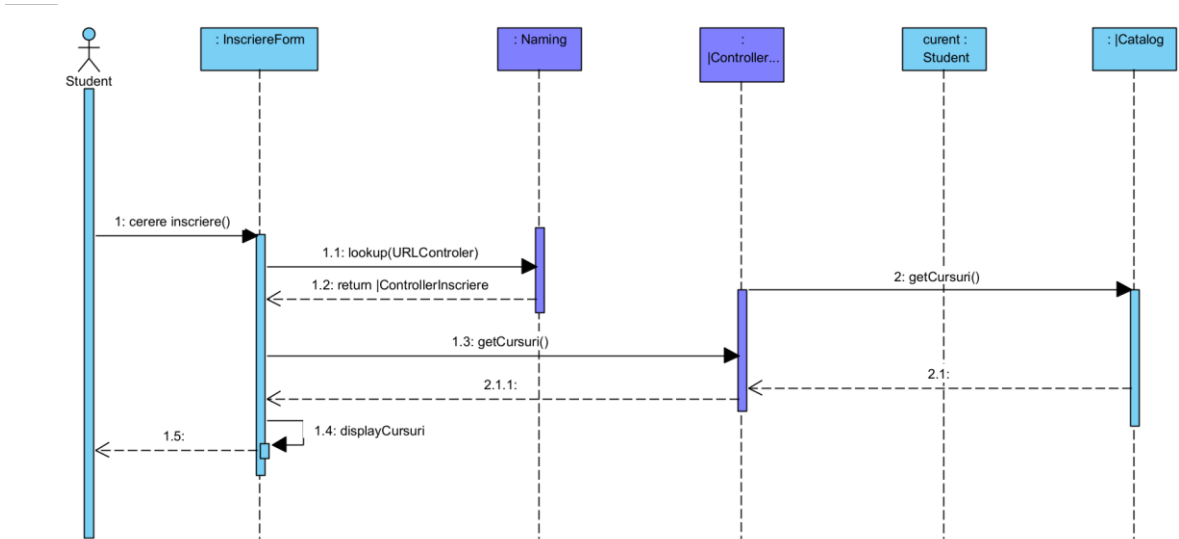 Student
: InscriereForm
: Naming
:
|Controller...
curent :
Student
: |Catalog
1: cerere inscriere()
1.1: lookup(URLControler)
1.2: return |ControllerInscriere
2: getCursuri()
1.3: getCursuri()
2.1:
2.1.1:
1.4: displayCursuri
1.5: